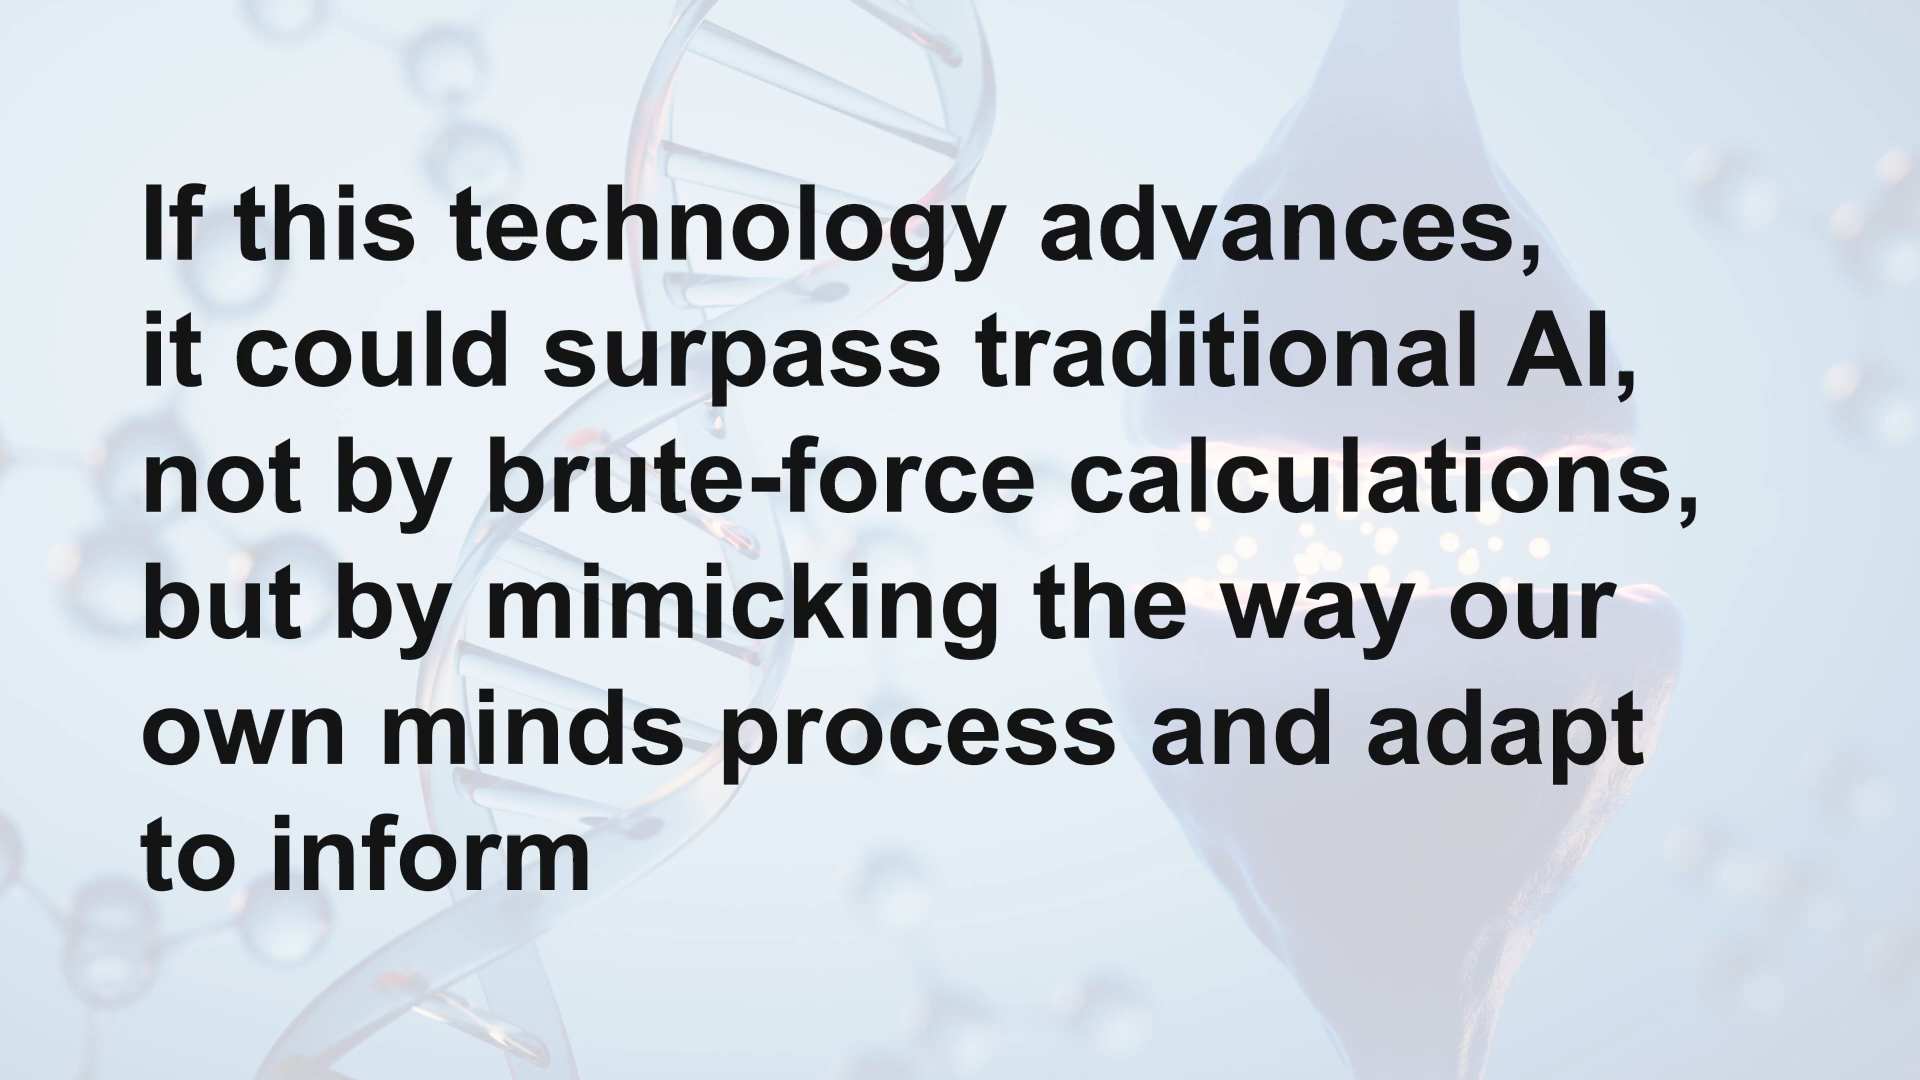 If this technology advances,
it could surpass traditional AI,
not by brute-force calculations,
but by mimicking the way our
own minds process and adapt
to inform